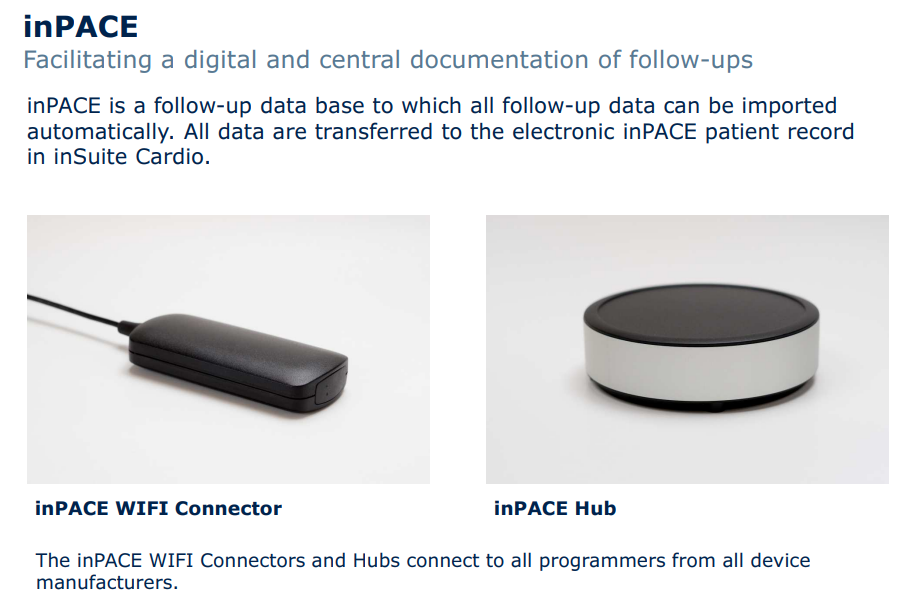 inPACE
Facilitating a digital and central documentation of follow-ups
inPACE is a follow-up data base to which all follow-up data can be imported
automatically. All data are transferred to the electronic inPACE patient record
in inSuite Cardio.
inPACE WIFI Connector
inPACE Hub
The inPACE WIFI Connectors and Hubs connect to all programmers from all device
manufacturers.